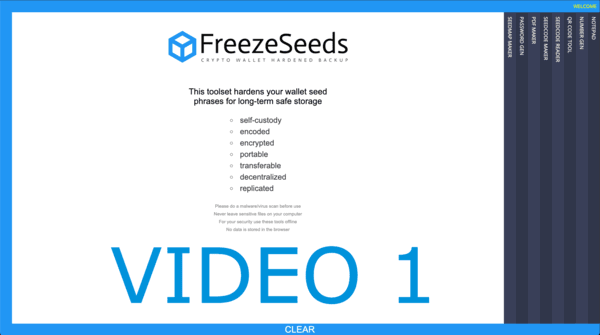 WELCOME
FreezeSeeds
CRYPTO WALLET HARDENED BACKUP
This toolset hardens your wallet seed
phrases for long-term safe storage
self-custody
encoded
encrypted
portable
transferable
decentralized
replicated
Please do a malware/virus scan before use
Never leave sensitive files on your computer
For your security use these tools offline
No data is stored in the browser
VIDEO 1
SEEDMAP MAKER
PASSWORD GEN
PDF MAKER
SEEDCODE MAKER
SEEDCODE READER
QR CODE TOOL
NUMBER GEN
NOTEPAD
CLEAR